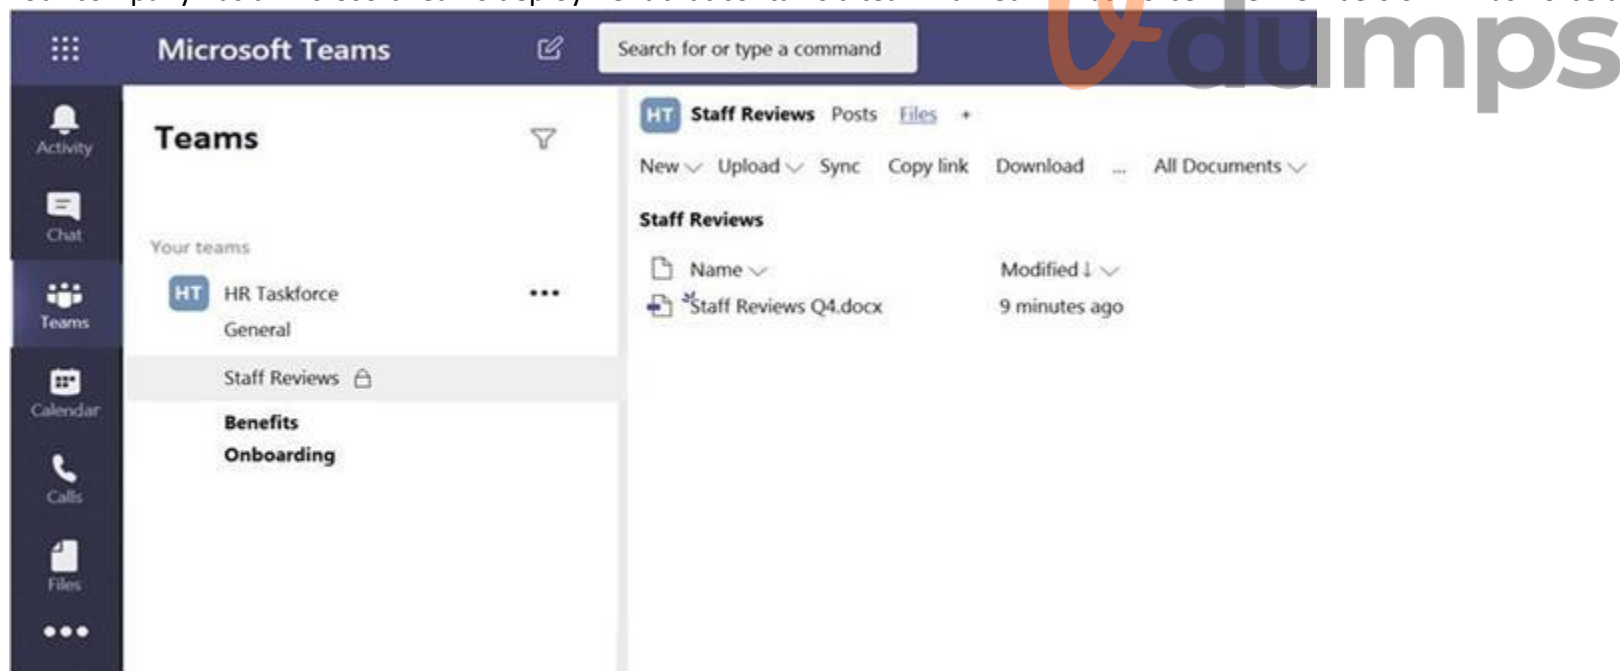 Microsoft Teams
Search for or type a command
dumps
Activity
Chat
Teams
Calendar
Calls
Files
Teams
Your teams
HT HR Taskforce
General
Staff Reviews
Benefits
Onboarding
HT Staff Reviews Posts Files +
New Upload Sync Copy link Download ... All Documents
Staff Reviews
Name Modified ↓
Staff Reviews Q4.docx 9 minutes ago